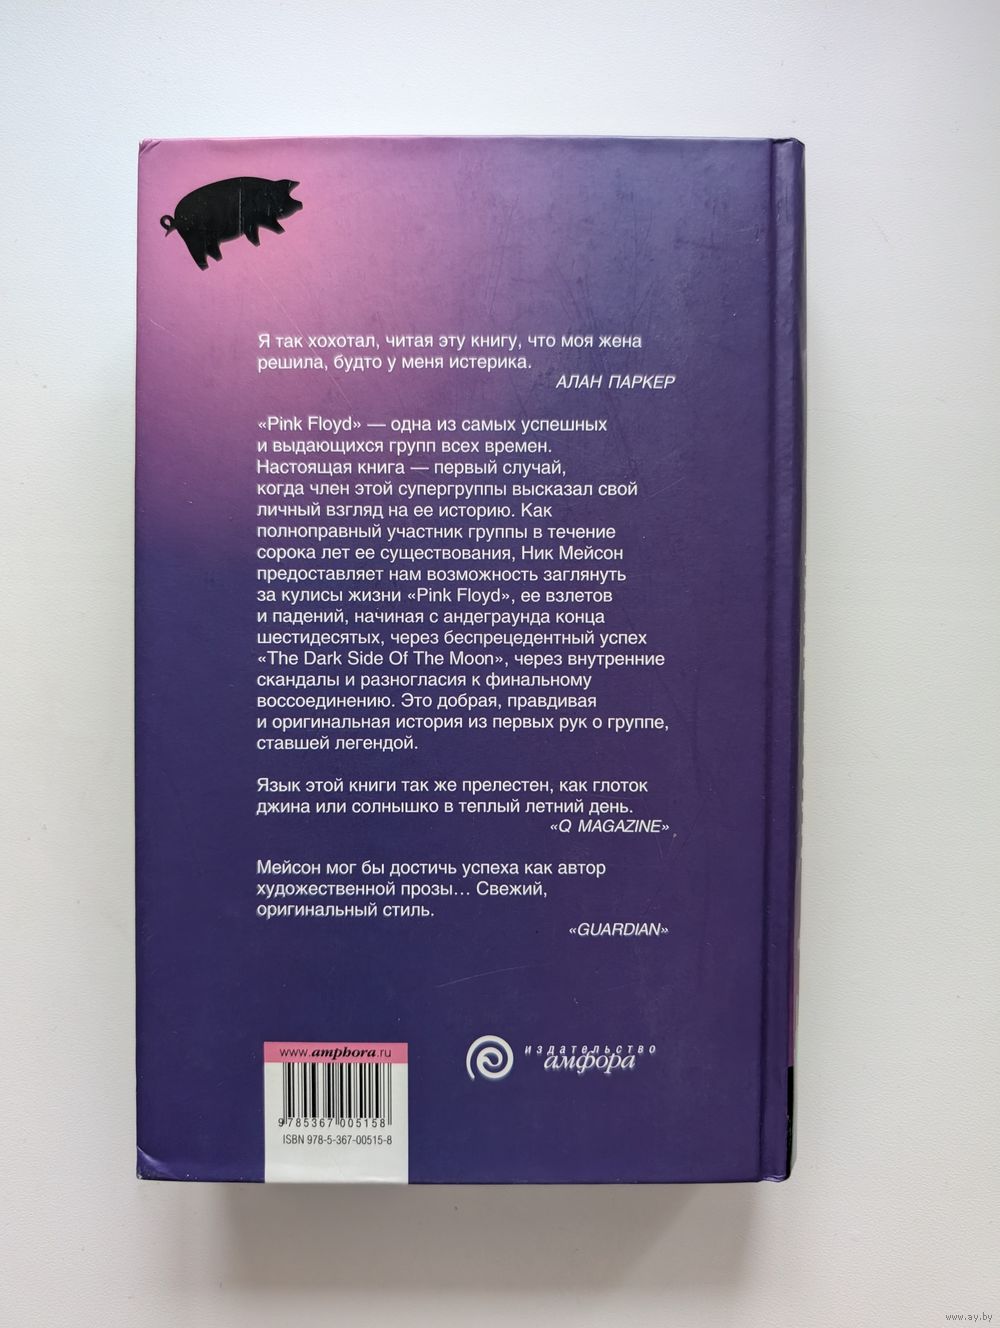 Я так хохотал, читая эту книгу, что моя жена
решила, будто у меня истерика.
АЛАН ПАРКЕР
«Pink Floyd» — одна из самых успешных
и выдающихся групп всех времен.
Настоящая книга — первый случай,
когда член этой супергруппы высказал свой
личный взгляд на ее историю. Как
полноправный участник группы в течение
сорока лет ее существования, Ник Мейсон
предоставляет нам возможность заглянуть
за кулисы жизни «Pink Floyd», ее взлетов
и падений, начиная с андеграунда конца
шестидесятых, через беспрецедентный успех
«The Dark Side Of The Moon», через внутренние
скандалы и разногласия к финальному
воссоединению. Это добрая, правдивая
и оригинальная история из первых рук о группе,
ставшей легендой.
Язык этой книги так же прелестен, как глоток
джина или солнышко в теплый летний день.
«Q MAGAZINE»
Мейсон мог бы достичь успеха как автор
художественной прозы... Свежий,
оригинальный стиль.
«GUARDIAN»
www.amphora.ru
9 785367 005158
ISBN 978-5-367-00515-8
издательство
амфора
www.ay.by